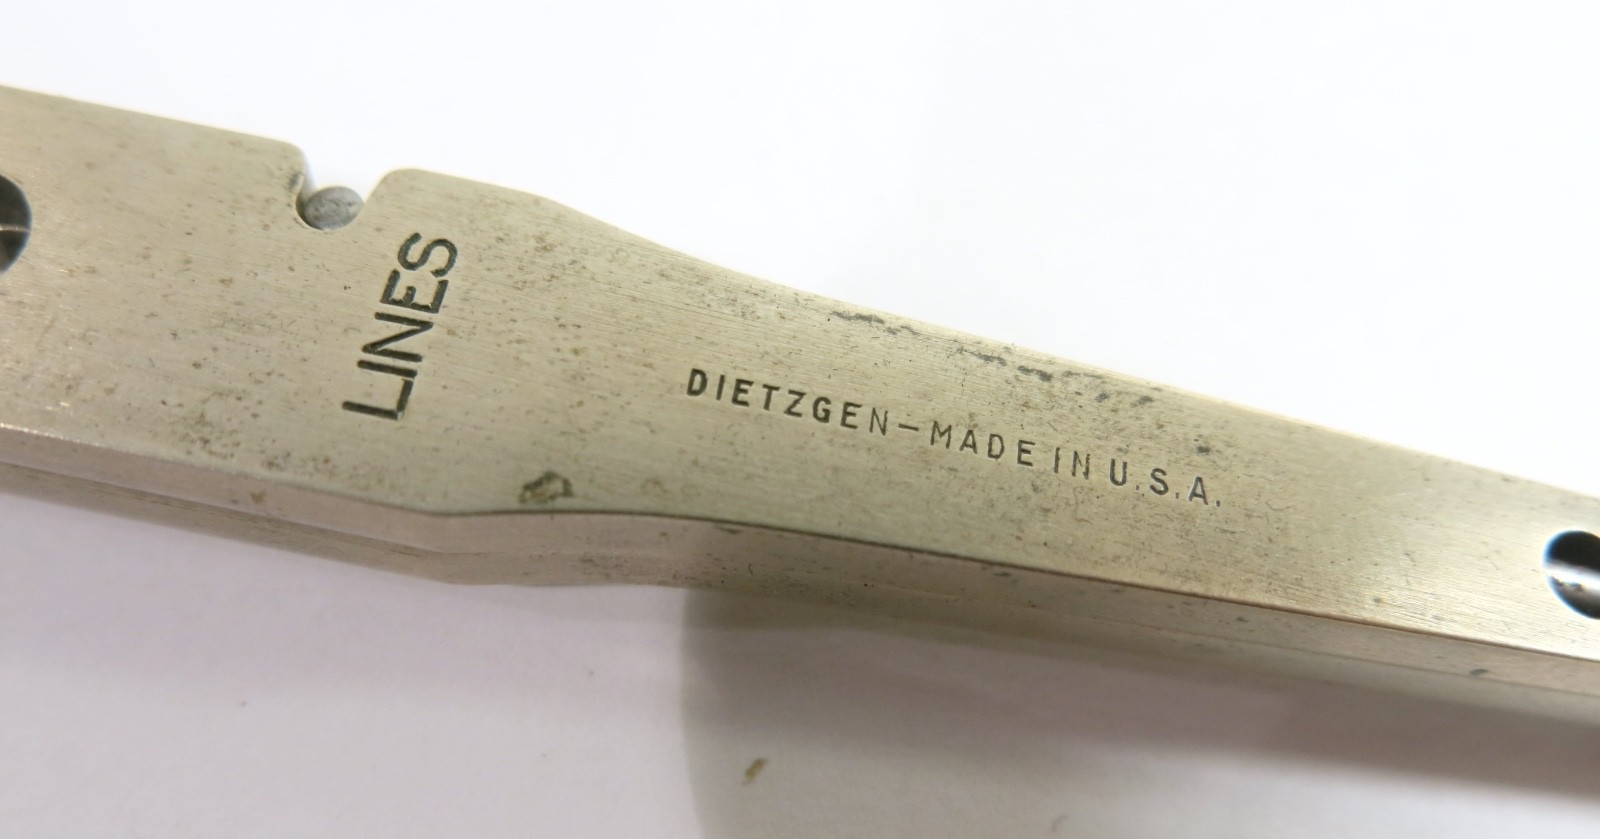 LINES
DIETZGEN-MADE IN U.S.A.